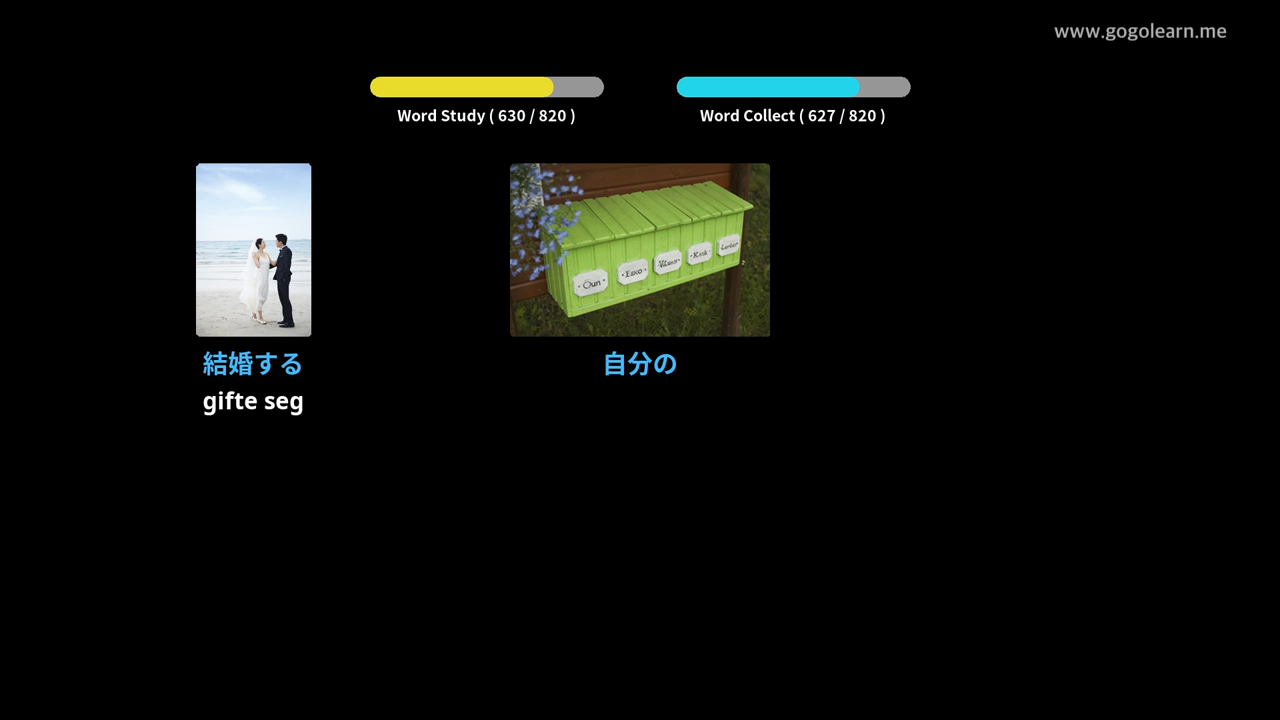 www.gogolearn.me
Word Study ( 630 / 820 )
Word Collect ( 627 / 820 )
結婚する
gifte seg
自分の